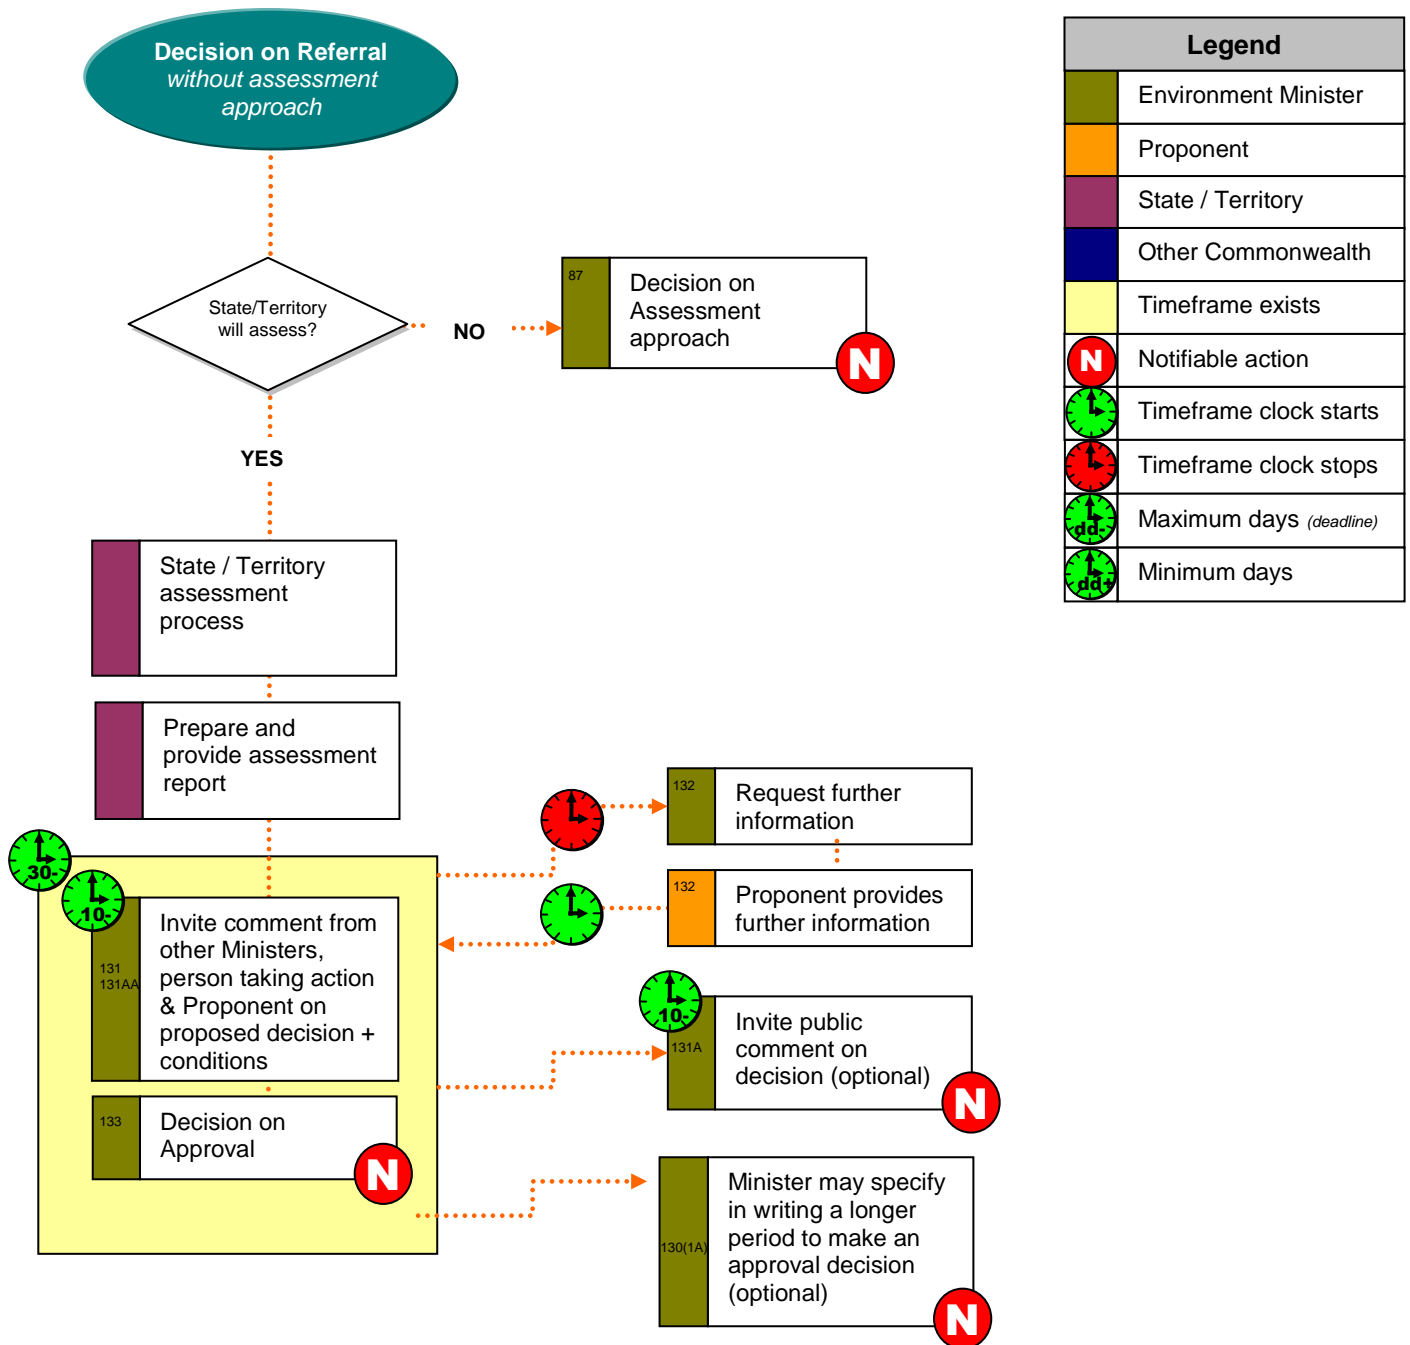 Decision on Referral
without assessment
approach
State/Territory
will assess?
NO
87
Decision on
Assessment
approach
N
YES
State / Territory
assessment
process
Prepare and
provide assessment
report
30-
10-
131
131AA
Invite comment from
other Ministers,
person taking action
& Proponent on
proposed decision +
conditions
133
Decision on
Approval
N
132
Request further
information
132
Proponent provides
further information
10-
131A
Invite public
comment on
decision (optional)
N
130(1A)
Minister may specify
in writing a longer
period to make an
approval decision
(optional)
N
Legend
Environment Minister
Proponent
State / Territory
Other Commonwealth
Timeframe exists
N Notifiable action
Timeframe clock starts
Timeframe clock stops
dd- Maximum days (deadline)
dd+ Minimum days